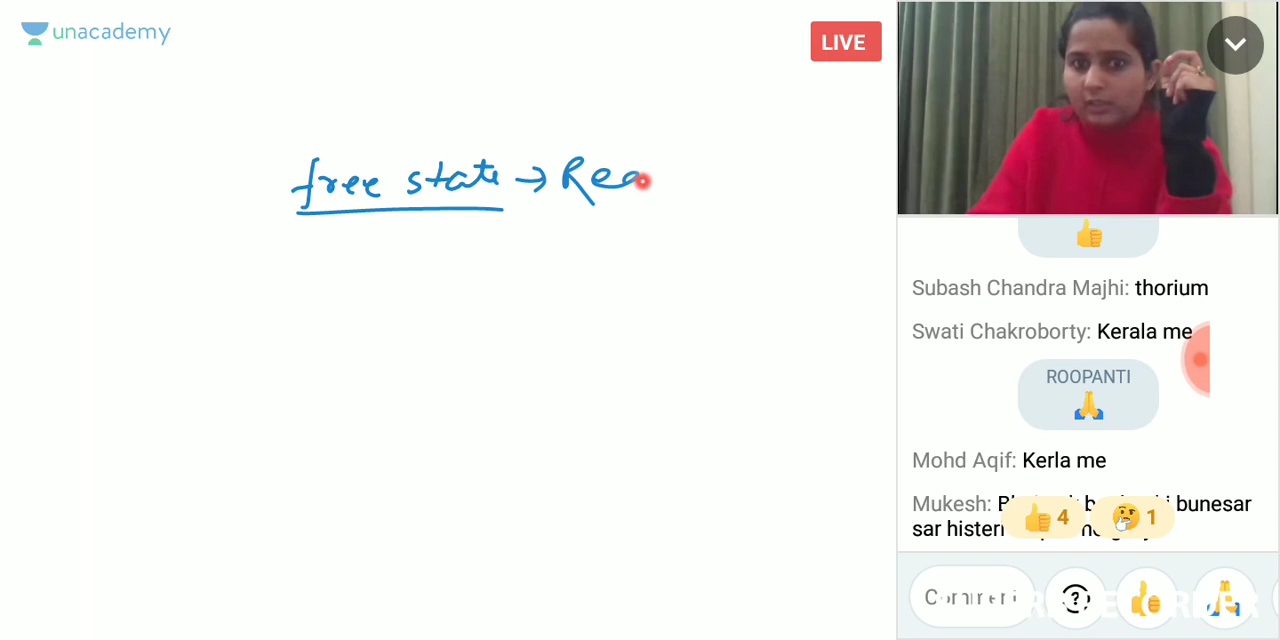 unacademy
LIVE
free state → Rea
Subash Chandra Majhi: thorium
Swati Chakroborty: Kerala me
ROOPANTI
Mohd Aqif: Kerla me
Mukesh: bunesar
sar
4
1